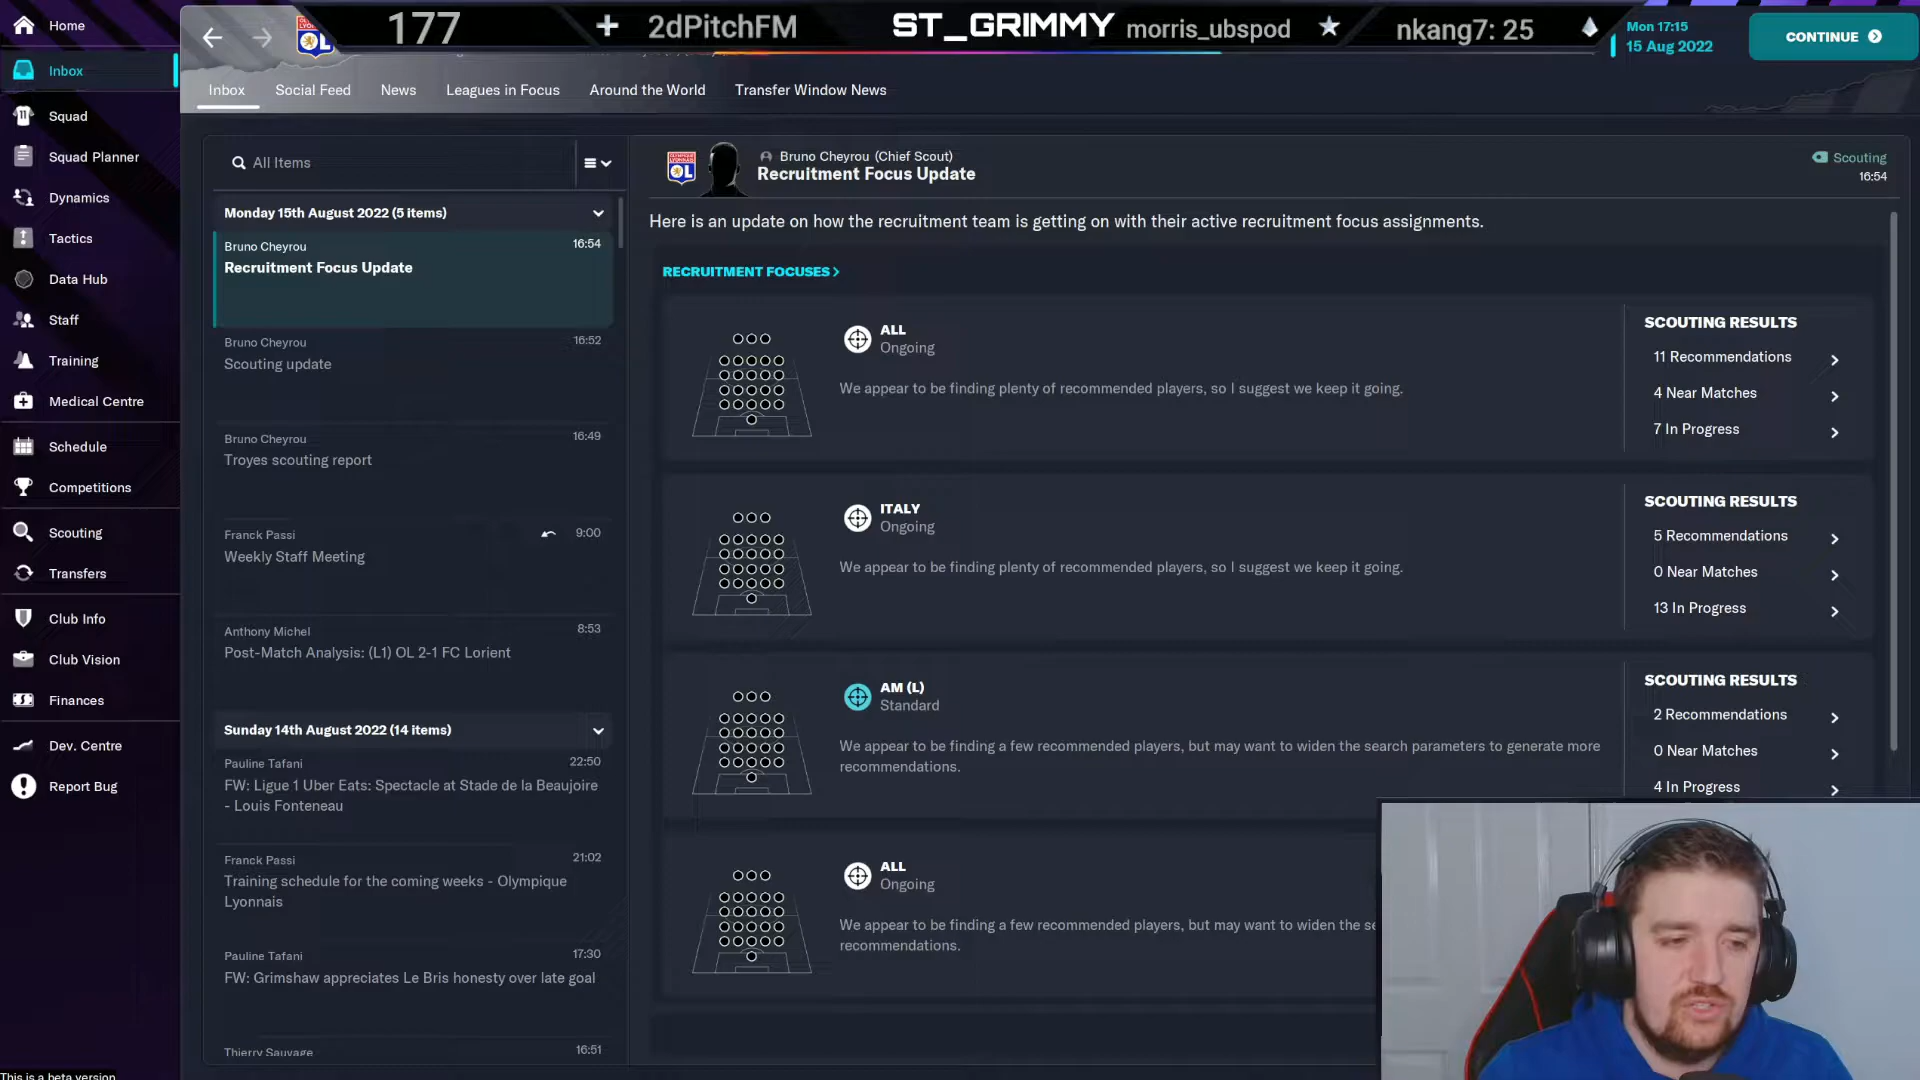 Home
177
2dPitchFM
ST_GRIMMY
morris_ubspod
nkang7: 25
Mon 17:15
15 Aug 2022
CONTINUE
Inbox
Inbox
Social Feed
News
Leagues in Focus
Around the World
Transfer Window News
Squad
Squad Planner
Dynamics
Tactics
Data Hub
Staff
Training
Medical Centre
Schedule
Competitions
Scouting
Transfers
Club Info
Club Vision
Finances
Dev. Centre
Report Bug
This is a beta version
All Items
Monday 15th August 2022 (5 items)
Bruno Cheyrou
16:54
Recruitment Focus Update
Bruno Cheyrou
16:52
Scouting update
Bruno Cheyrou
16:49
Troyes scouting report
Franck Passi
9:00
Weekly Staff Meeting
Anthony Michel
8:53
Post-Match Analysis: (L1) OL 2-1 FC Lorient
Sunday 14th August 2022 (14 items)
Pauline Tafani
22:50
FW: Ligue 1 Uber Eats: Spectacle at Stade de la Beaujoire
- Louis Fonteneau
Franck Passi
21:02
Training schedule for the coming weeks - Olympique
Lyonnais
Pauline Tafani
17:30
FW: Grimshaw appreciates Le Bris honesty over late goal
Thierry Sauvage
16:51
Bruno Cheyrou (Chief Scout)
Recruitment Focus Update
Scouting
16:54
Here is an update on how the recruitment team is getting on with their active recruitment focus assignments.
RECRUITMENT FOCUSES >
ALL
Ongoing
We appear to be finding plenty of recommended players, so I suggest we keep it going.
SCOUTING RESULTS
11 Recommendations
4 Near Matches
7 In Progress
ITALY
Ongoing
We appear to be finding plenty of recommended players, so I suggest we keep it going.
SCOUTING RESULTS
5 Recommendations
0 Near Matches
13 In Progress
AM (L)
Standard
We appear to be finding a few recommended players, but may want to widen the search parameters to generate more
recommendations.
SCOUTING RESULTS
2 Recommendations
0 Near Matches
4 In Progress
ALL
Ongoing
We appear to be finding a few recommended players, but may want to widen the se
recommendations.